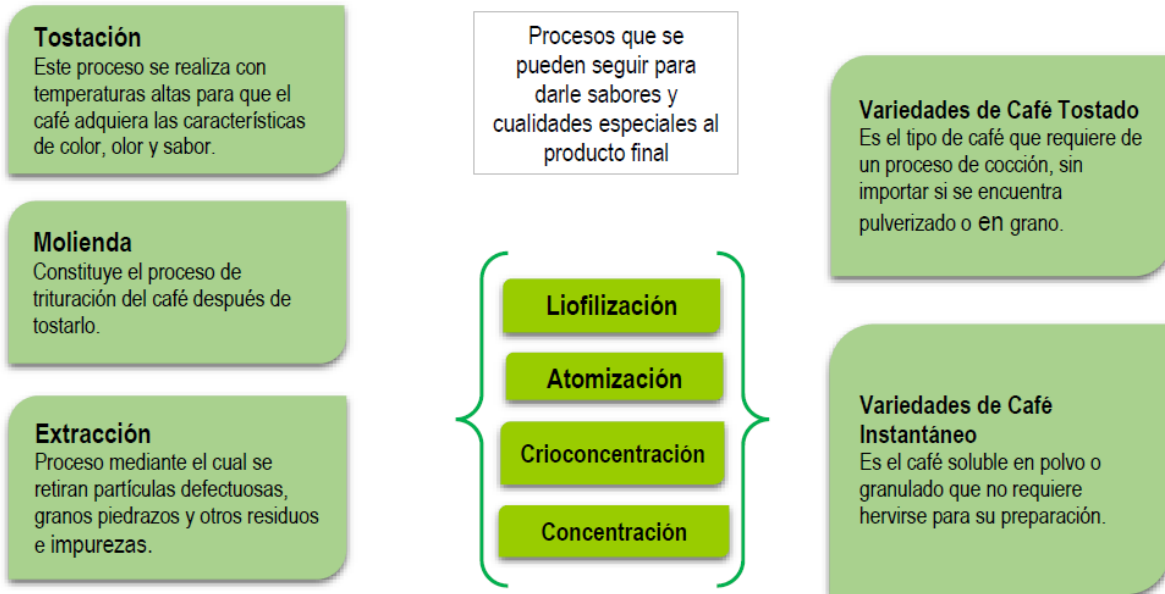 Tostación
Este proceso se realiza con
temperaturas altas para que el
café adquiera las características
de color, olor y sabor.
Molienda
Constituye el proceso de
trituración del café después de
tostarlo.
Extracción
Proceso mediante el cual se
retiran partículas defectuosas,
granos piedrazos y otros residuos
e impurezas.
Procesos que se
pueden seguir para
darle sabores y
cualidades especiales al
producto final
Liofilización
Atomización
Crioconcentración
Concentración
Variedades de Café Tostado
Es el tipo de café que requiere de
un proceso de cocción, sin
importar si se encuentra
pulverizado o en grano.
Variedades de Café
Instantáneo
Es el café soluble en polvo o
granulado que no requiere
hervirse para su preparación.